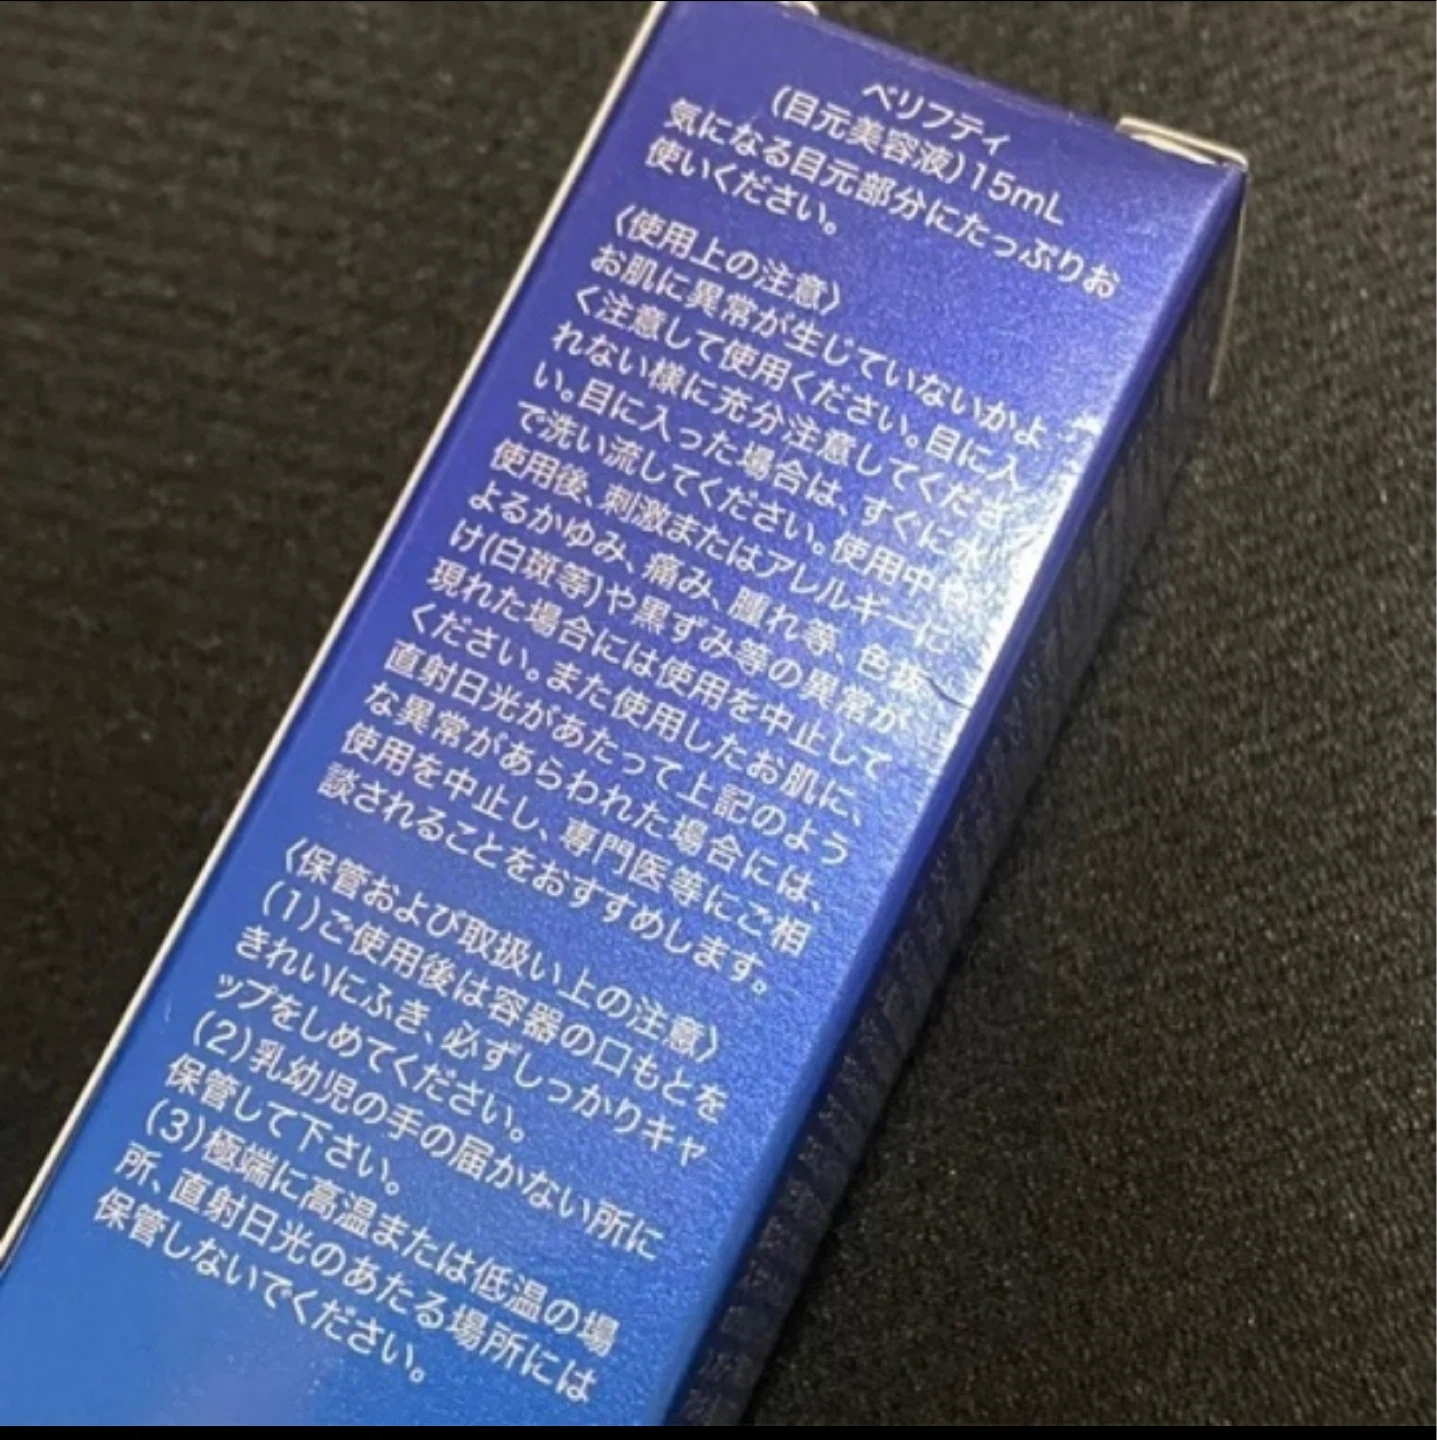 ベリフティ
(目元美容液)15mL
気になる目元部分にたっぷりお
使いください。
〈使用上の注意〉
お肌に異常が生じていないかよ
く注意して使用ください。目に入
れない様に充分注意してくださ
い。目に入った場合は、すぐに水
で洗い流してください。使用中や
使用後、刺激またはアレルギーに
よるかゆみ、痛み、腫れ等、色抜
け(白斑等)や黒ずみ等の異常が
現れた場合には使用を中止して
ください。また使用したお肌に、
直射日光があたって上記のよう
な異常があらわれた場合には、
使用を中止し、専門医等にご相
談されることをおすすめします。
〈保管および取扱い上の注意〉
(1)ご使用後は容器の口もとを
きれいにふき、必ずしっかりキャ
ップをしめてください。
(2)乳幼児の手の届かない所に
保管して下さい。
(3)極端に高温または低温の場
所、直射日光のあたる場所には
保管しないでください。